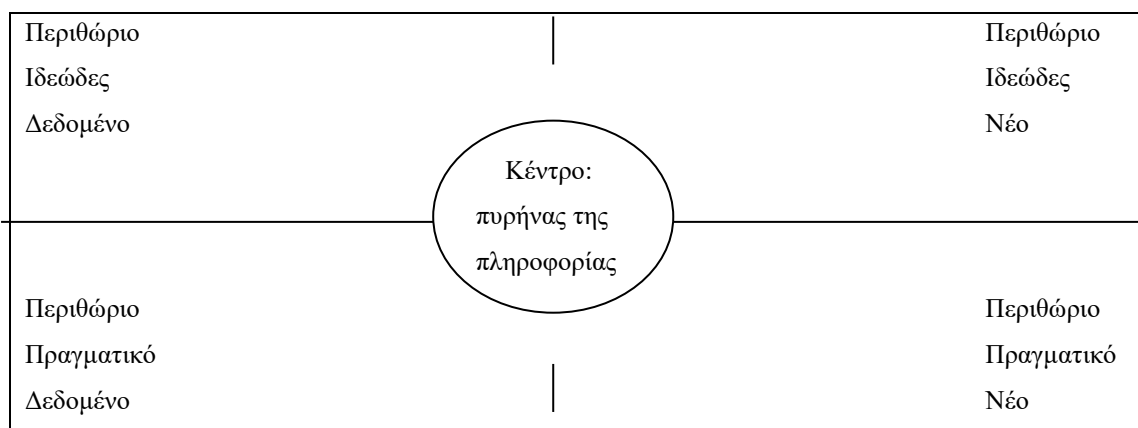 Περιθώριο
Ιδεώδες
Δεδομένο
Περιθώριο
Ιδεώδες
Νέο
Κέντρο:
πυρήνας της
πληροφορίας
Περιθώριο
Πραγματικό
Δεδομένο
Περιθώριο
Πραγματικό
Νέο